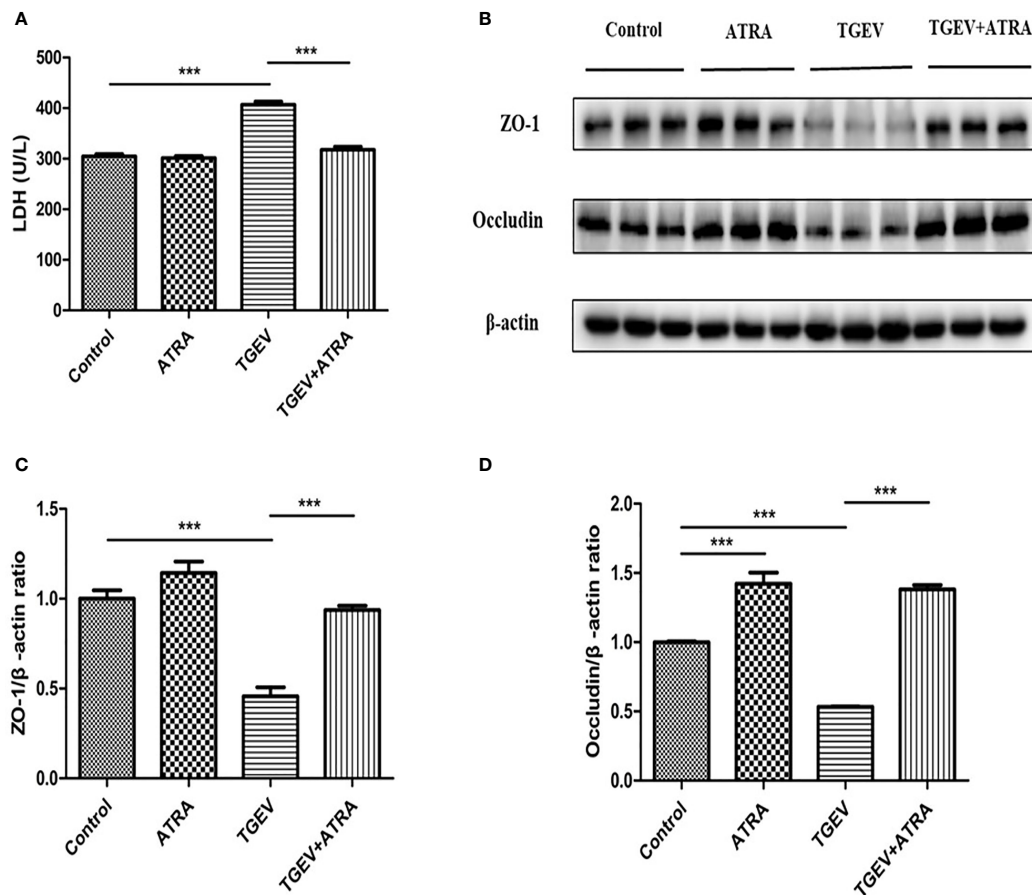 A
***
***
500
400
300
200
100
0
LDH (U/L)
Control
ATRA
TGEV
TGEV+ATRA
B
Control
ATRA
TGEV
TGEV+ATRA
ZO-1
Occludin
β-actin
C
***
***
1.5
1.0
0.5
0.0
ZO-1/β -actin ratio
Control
ATRA
TGEV
TGEV+ATRA
D
***
***
***
2.0
1.5
1.0
0.5
0.0
Occludin/β -actin ratio
Control
ATRA
TGEV
TGEV+ATRA